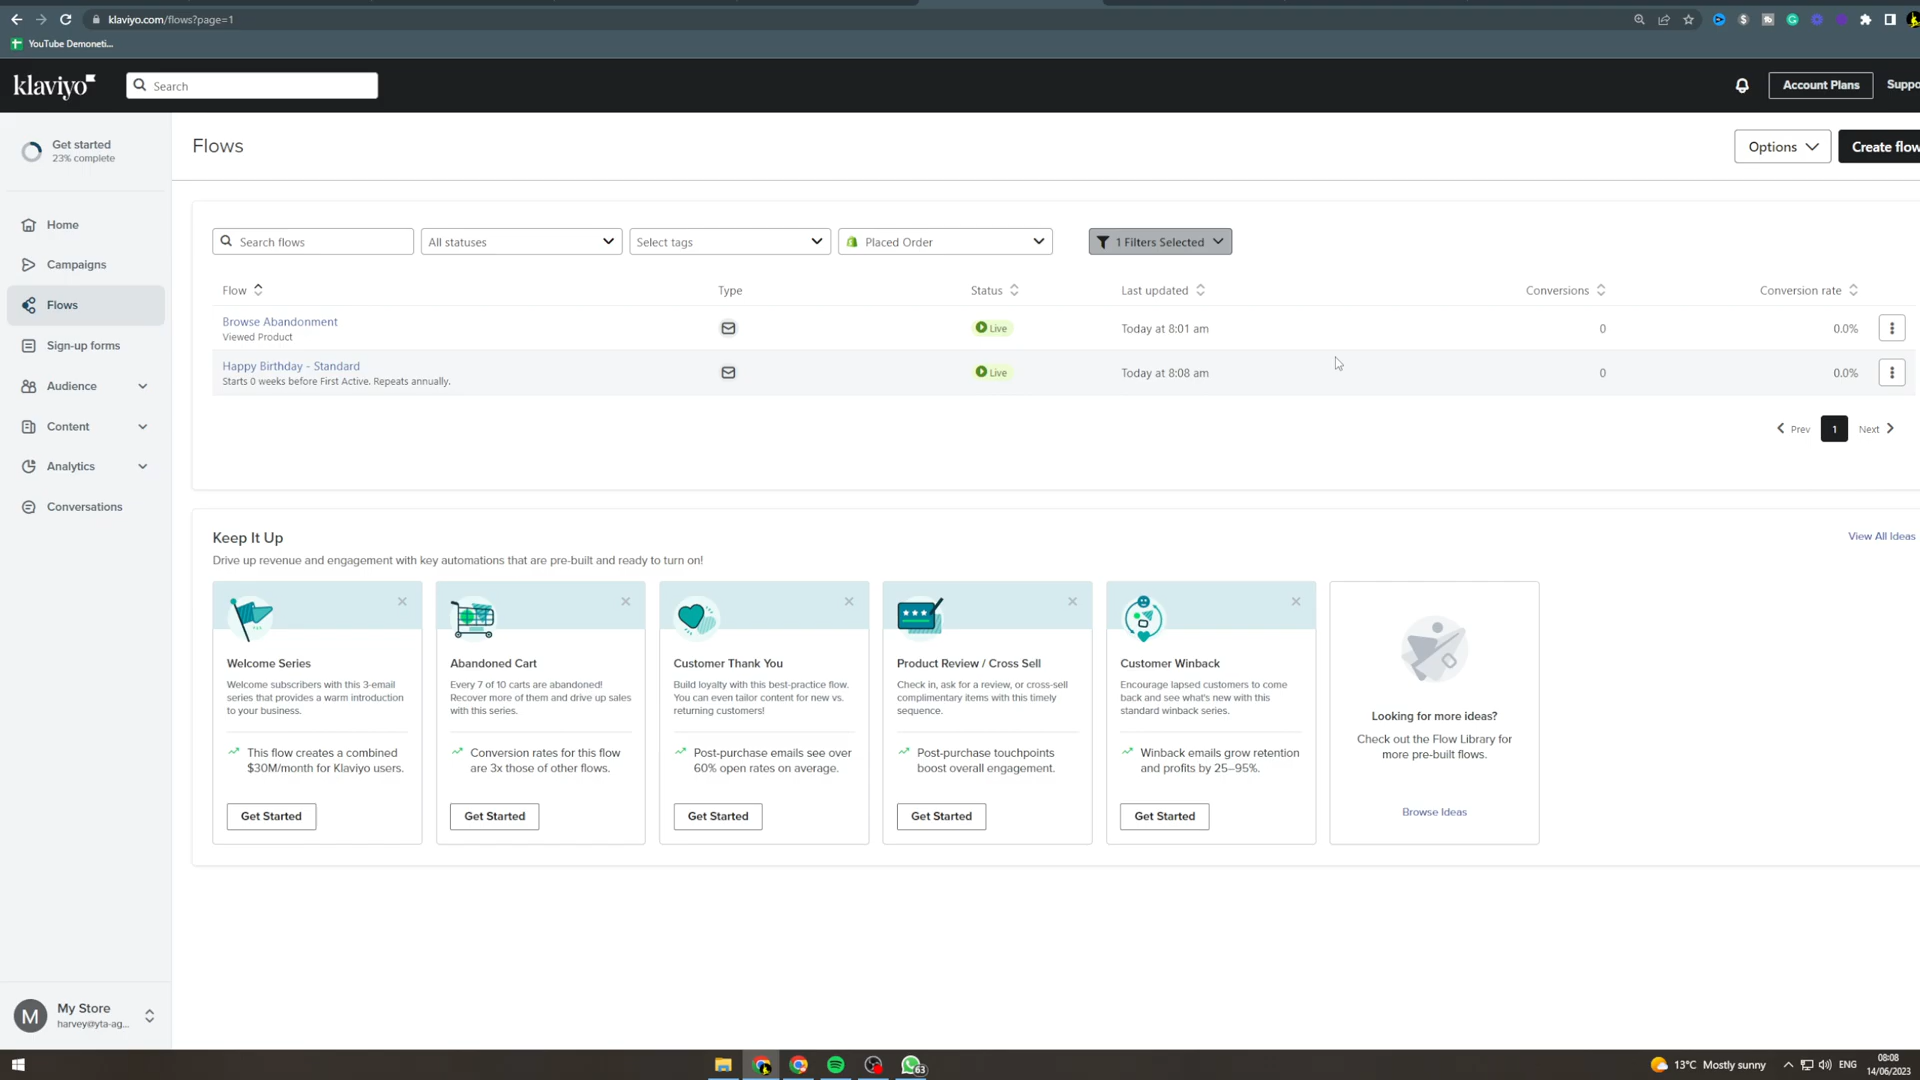 klaviyo.com/flows?page=1
YouTube Demoneti...
klaviyo
Search
Account Plans
Suppo
Get started
23% complete
Home
Campaigns
Flows
Sign-up forms
Audience
Content
Analytics
Conversations
My Store
harvey@yta-ag...
Flows
Options
Create flow
Search flows
All statuses
Select tags
Placed Order
1 Filters Selected
Flow
Type
Status
Last updated
Conversions
Conversion rate
Browse Abandonment
Viewed Product
Live
Today at 8:01 am
0
0.0%
Happy Birthday - Standard
Starts 0 weeks before First Active. Repeats annually.
Live
Today at 8:08 am
0
0.0%
Prev
1
Next
Keep It Up
View All Ideas
Drive up revenue and engagement with key automations that are pre-built and ready to turn on!
Welcome Series
Welcome subscribers with this 3-email
series that provides a warm introduction
to your business.
This flow creates a combined
$30M/month for Klaviyo users.
Get Started
Abandoned Cart
Every 7 of 10 carts are abandoned!
Recover more of them and drive up sales
with this series.
Conversion rates for this flow
are 3x those of other flows.
Get Started
Customer Thank You
Build loyalty with this best-practice flow.
You can even tailor content for new vs.
returning customers!
Post-purchase emails see over
60% open rates on average.
Get Started
Product Review / Cross Sell
Check in, ask for a review, or cross-sell
complimentary items with this timely
sequence.
Post-purchase touchpoints
boost overall engagement.
Get Started
Customer Winback
Encourage lapsed customers to come
back and see what's new with this
standard winback series.
Winback emails grow retention
and profits by 25–95%.
Get Started
Looking for more ideas?
Check out the Flow Library for
more pre-built flows.
Browse Ideas
M
63
13°C Mostly sunny
ENG
08:08
14/06/2023